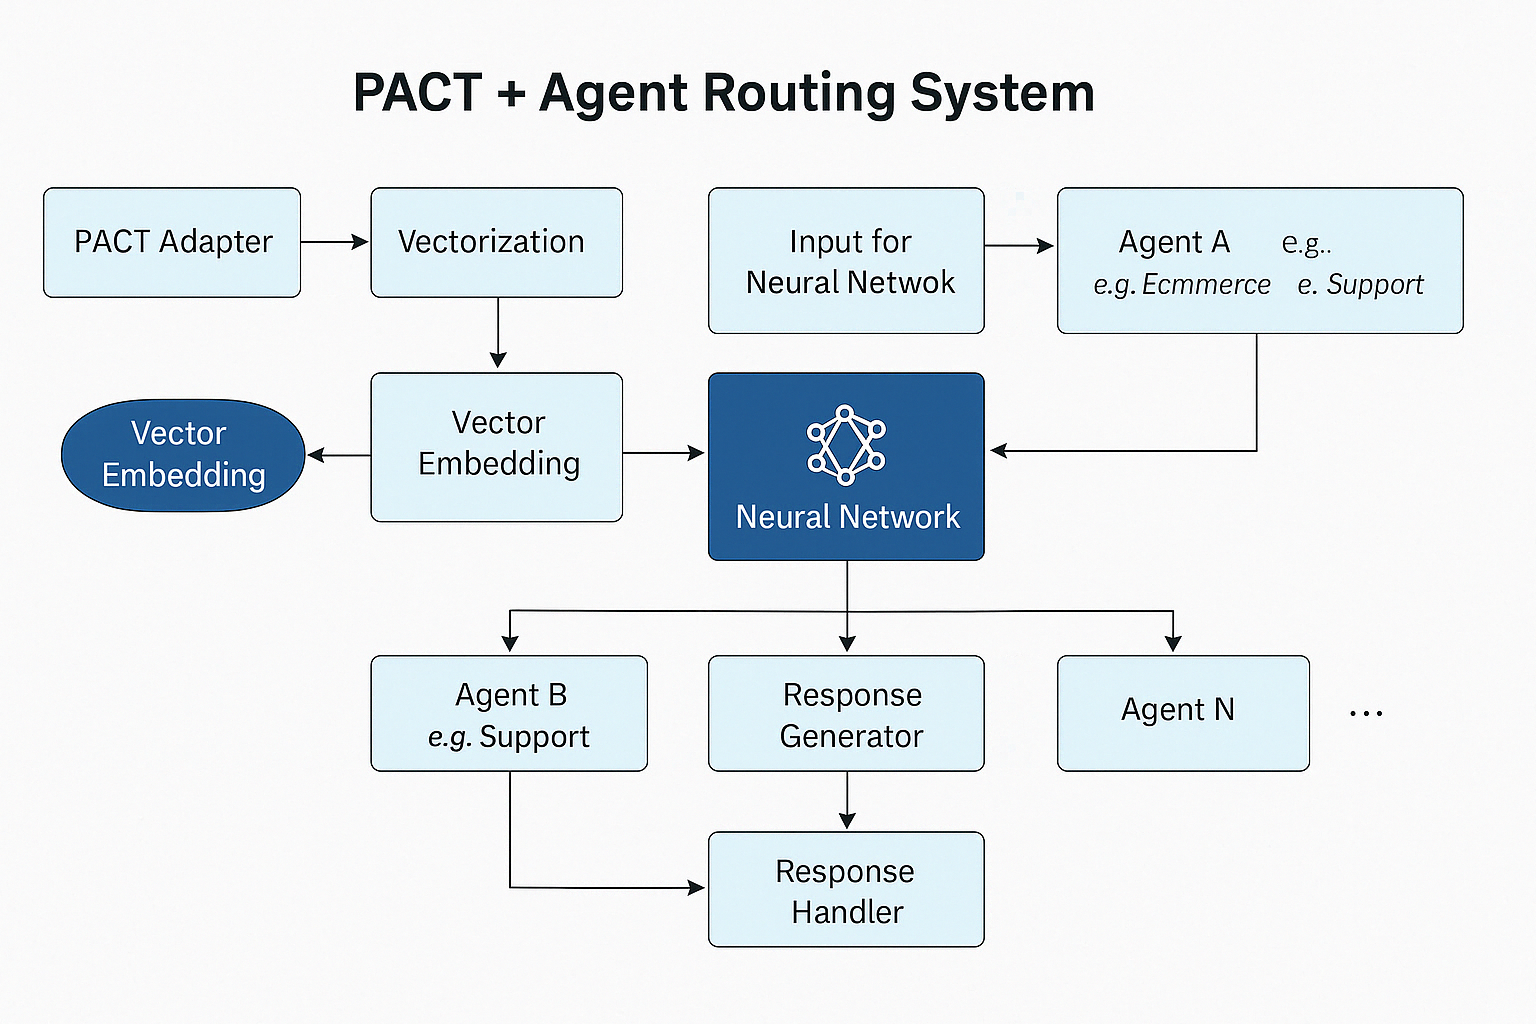 PACT + Agent Routing System
PACT Adapter
Vectorization
Input for
Neural Netwok
Agent A e.g..
e.g. Ecmmerce e. Support
Vector
Embedding
Vector
Embedding
Neural Network
Agent B
e.g. Support
Response
Generator
Agent N
...
Response
Handler